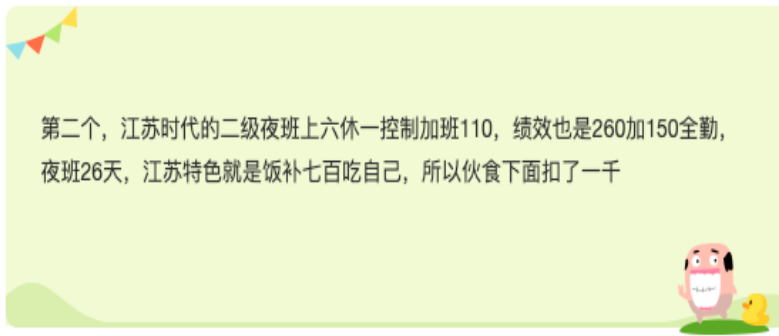 第二个，江苏时代的二级夜班上六休一控制加班110，绩效也是260加150全勤，
夜班26天，江苏特色就是饭补七百吃自己，所以伙食下面扣了一千